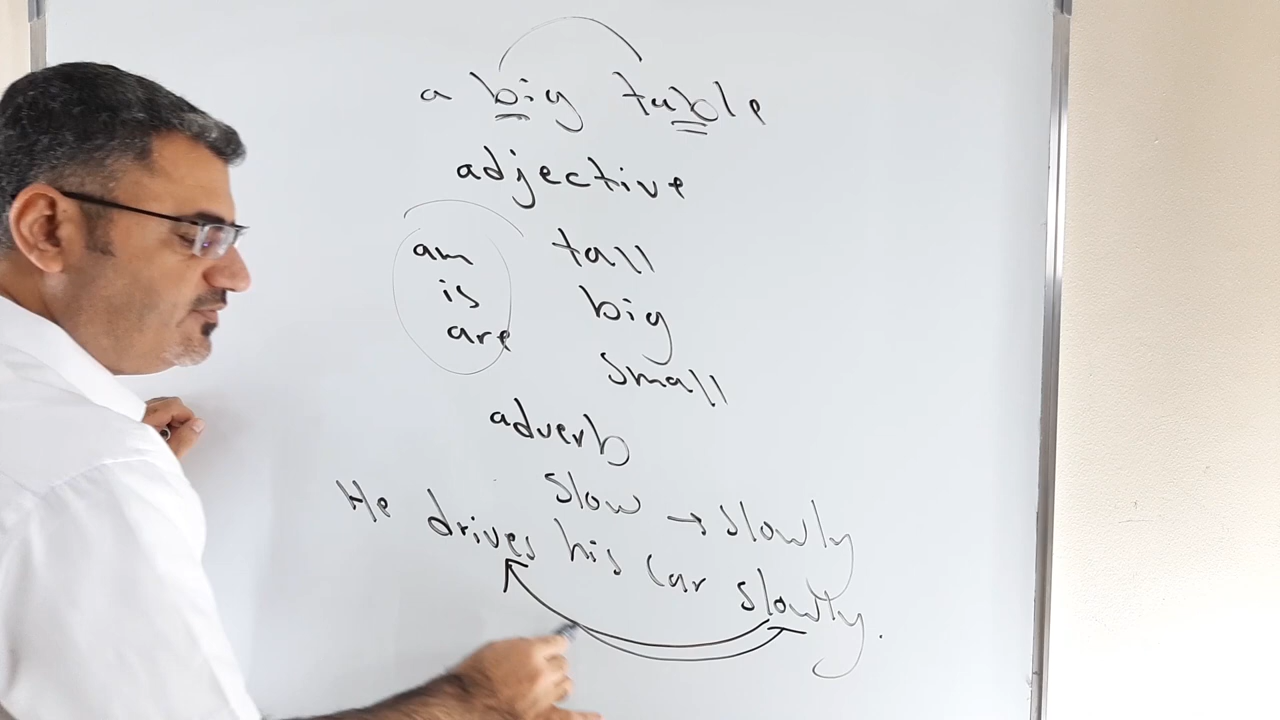 a big table
adjective
am tall
is big
are small
adverb
slow → slowly
He drives his car slowly.